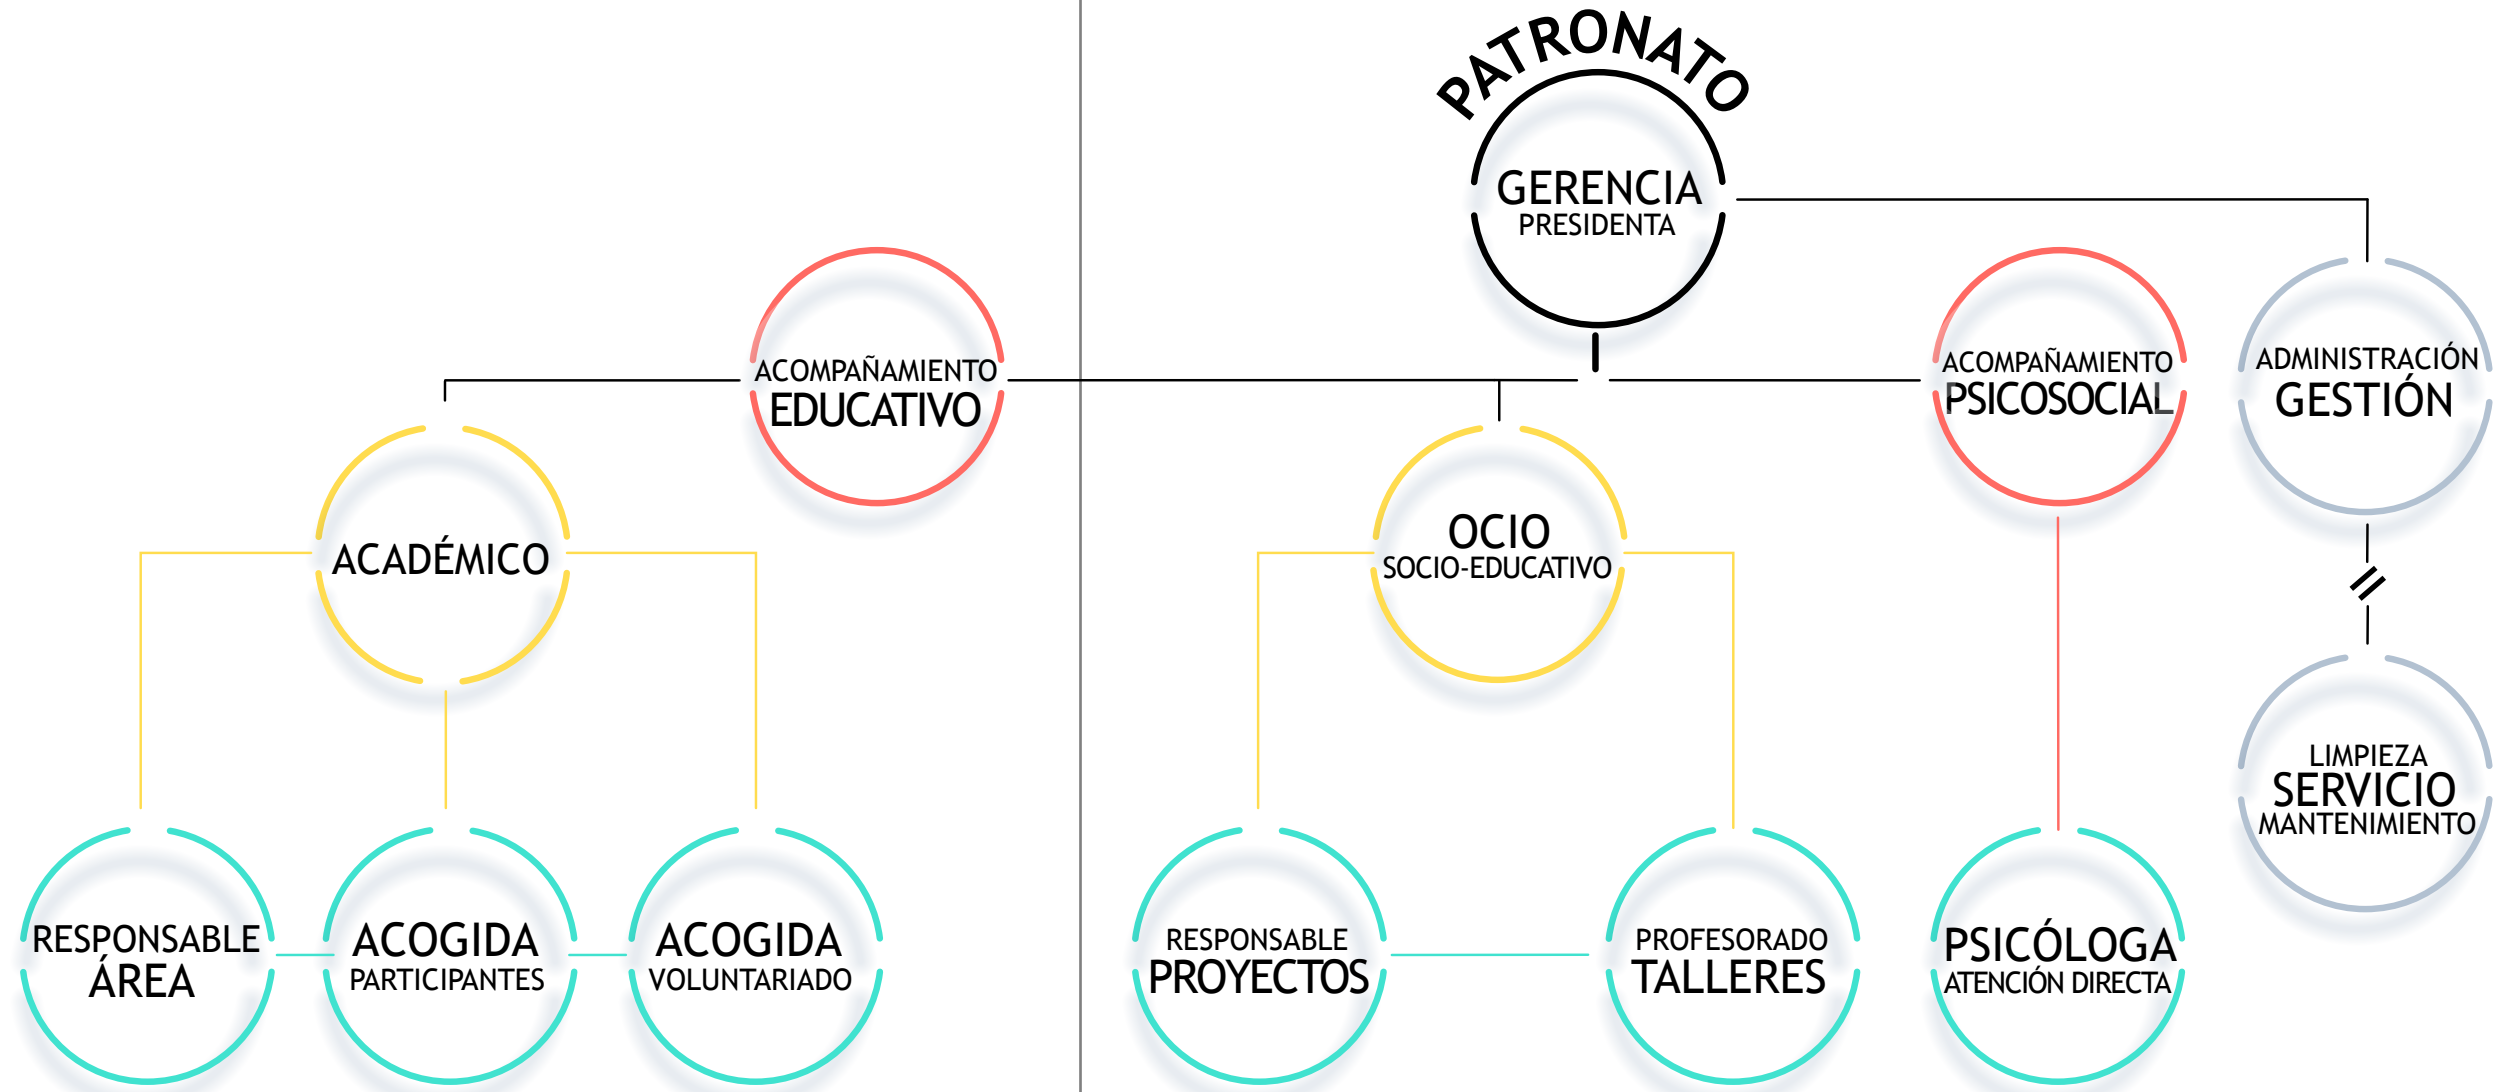 PATRONATO
GERENCIA
PRESIDENTA
ACOMPAÑAMIENTO
EDUCATIVO
ACOMPAÑAMIENTO
PSICOSOCIAL
ADMINISTRACIÓN
GESTIÓN
ACADÉMICO
OCIO
SOCIO-EDUCATIVO
LIMPIEZA
SERVICIO
MANTENIMIENTO
RESPONSABLE
ÁREA
ACOGIDA
PARTICIPANTES
ACOGIDA
VOLUNTARIADO
RESPONSABLE
PROYECTOS
PROFESORADO
TALLERES
PSICÓLOGA
ATENCIÓN DIRECTA